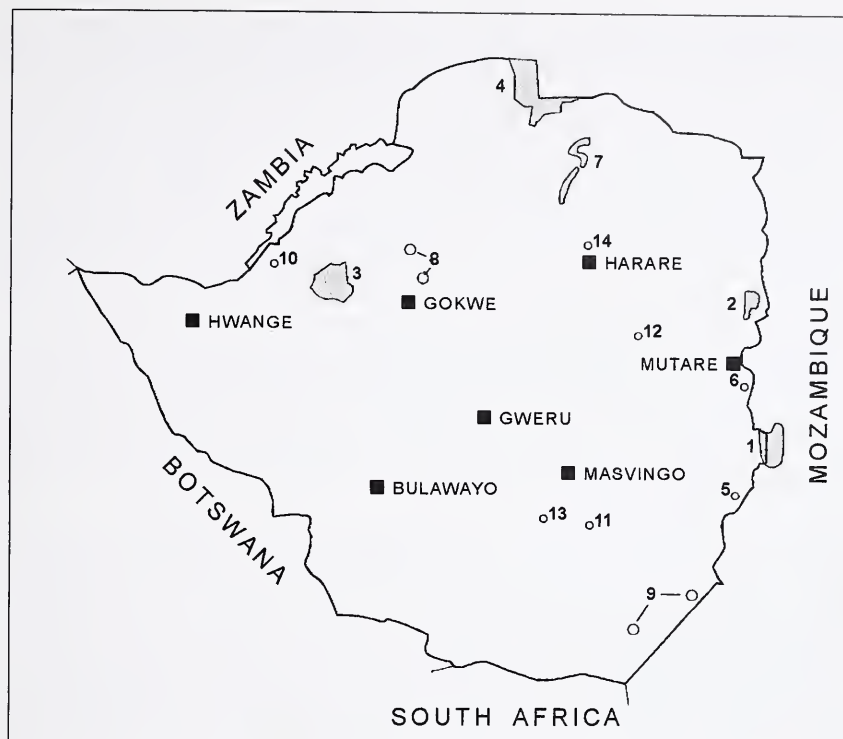 4
ZAMBIA
7
10
3
8
14
HARARE
HWANGE
GOKWE
2
12
MUTARE
6
MOZAMBIQUE
GWERU
1
BOTSWANA
BULAWAYO
MASVINGO
5
13
11
9
SOUTH AFRICA